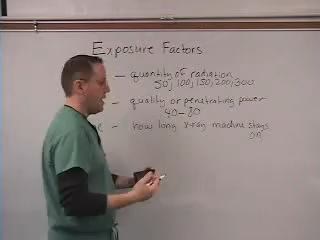 Exposure Factors
– quantity of radiation
50, 100, 150, 200, 300
– quality or penetrating power
40–80
– how long x-ray machine stays
on